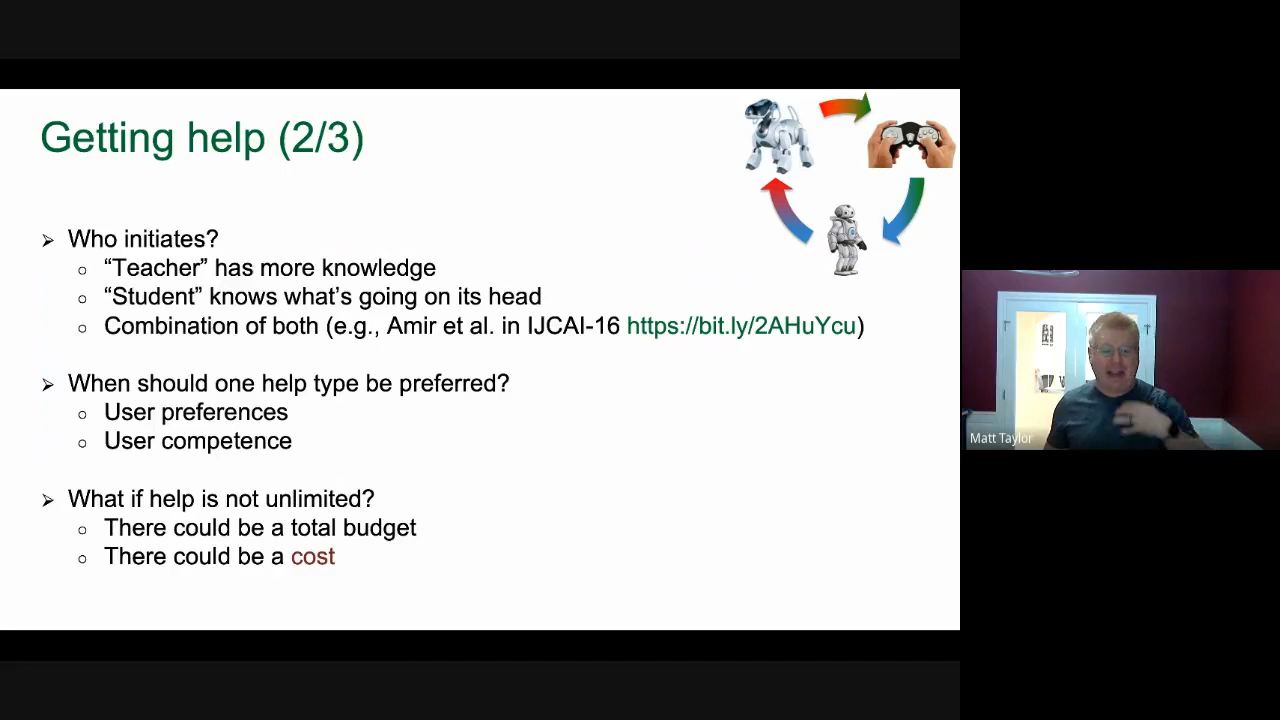 Getting help (2/3)
➢ Who initiates?
○ “Teacher” has more knowledge
○ “Student” knows what’s going on its head
○ Combination of both (e.g., Amir et al. in IJCAI-16 https://bit.ly/2AHuYcu)
➢ When should one help type be preferred?
○ User preferences
○ User competence
➢ What if help is not unlimited?
○ There could be a total budget
○ There could be a cost
Matt Taylor